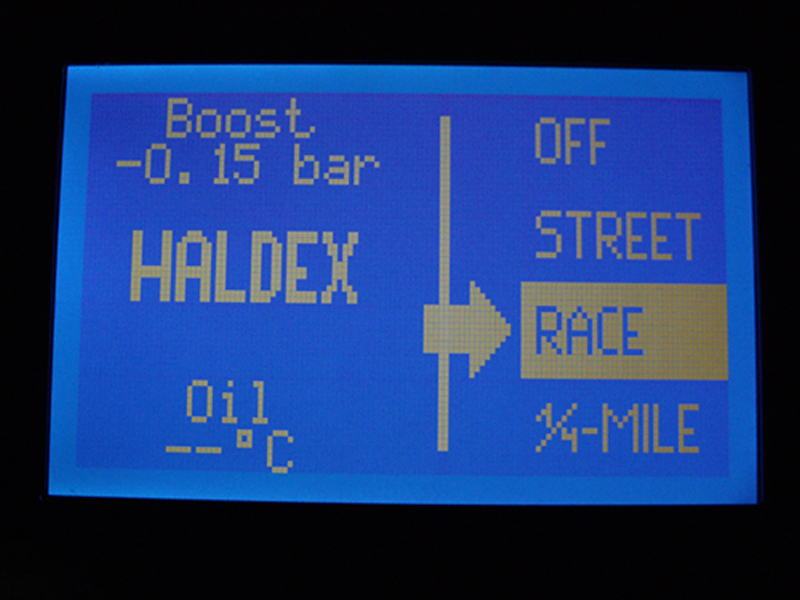 Boost
-0.15 bar
HALDEX
Oil
--°C
OFF
STREET
RACE
¼-MILE